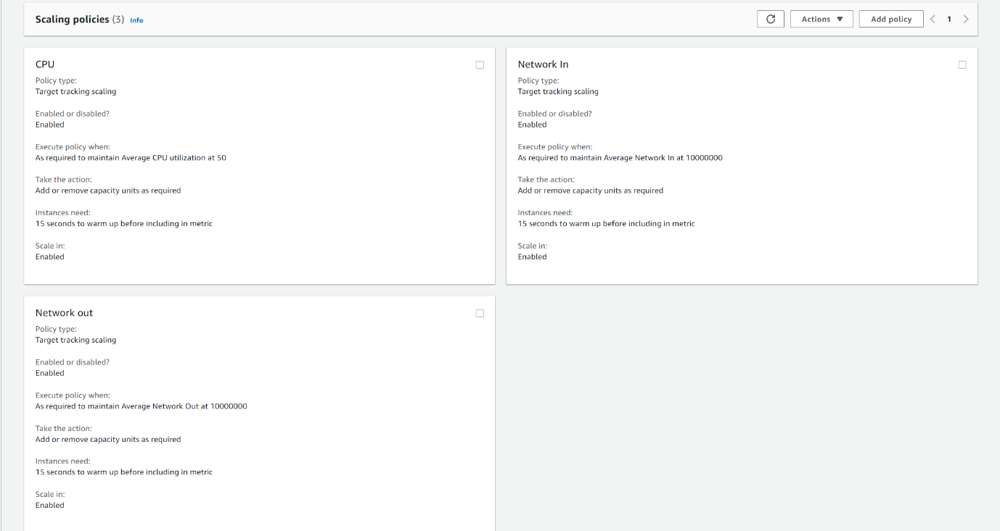 Scaling policies (3) Info
Actions ▼
Add policy
1
CPU
Policy type:
Target tracking scaling
Enabled or disabled?
Enabled
Execute policy when:
As required to maintain Average CPU utilization at 50
Take the action:
Add or remove capacity units as required
Instances need:
15 seconds to warm up before including in metric
Scale in:
Enabled
Network In
Policy type:
Target tracking scaling
Enabled or disabled?
Enabled
Execute policy when:
As required to maintain Average Network In at 10000000
Take the action:
Add or remove capacity units as required
Instances need:
15 seconds to warm up before including in metric
Scale in:
Enabled
Network out
Policy type:
Target tracking scaling
Enabled or disabled?
Enabled
Execute policy when:
As required to maintain Average Network Out at 10000000
Take the action:
Add or remove capacity units as required
Instances need:
15 seconds to warm up before including in metric
Scale in:
Enabled